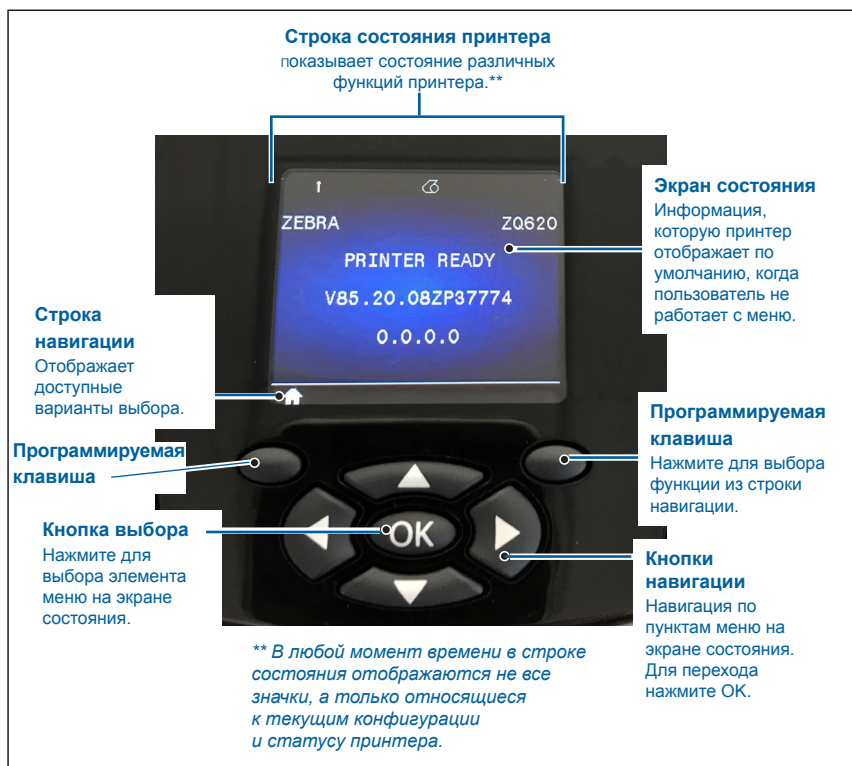 Строка состояния принтера
показывает состояние различных
функций принтера.**
ZEBRA ZQ620
PRINTER READY
V85.20.08ZP37774
0.0.0.0
Экран состояния
Информация,
которую принтер
отображает по
умолчанию, когда
пользователь не
работает с меню.
Строка
навигации
Отображает
доступные
варианты выбора.
Программируемая
клавиша
Программируемая
клавиша
Нажмите для выбора
функции из строки
навигации.
Кнопка выбора
Нажмите для
выбора элемента
меню на экране
состояния.
OK
Кнопки
навигации
Навигация по
пунктам меню на
экране состояния.
Для перехода
нажмите OK.
** В любой момент времени в строке
состояния отображаются не все
значки, а только относящиеся
к текущим конфигурации
и статусу принтера.